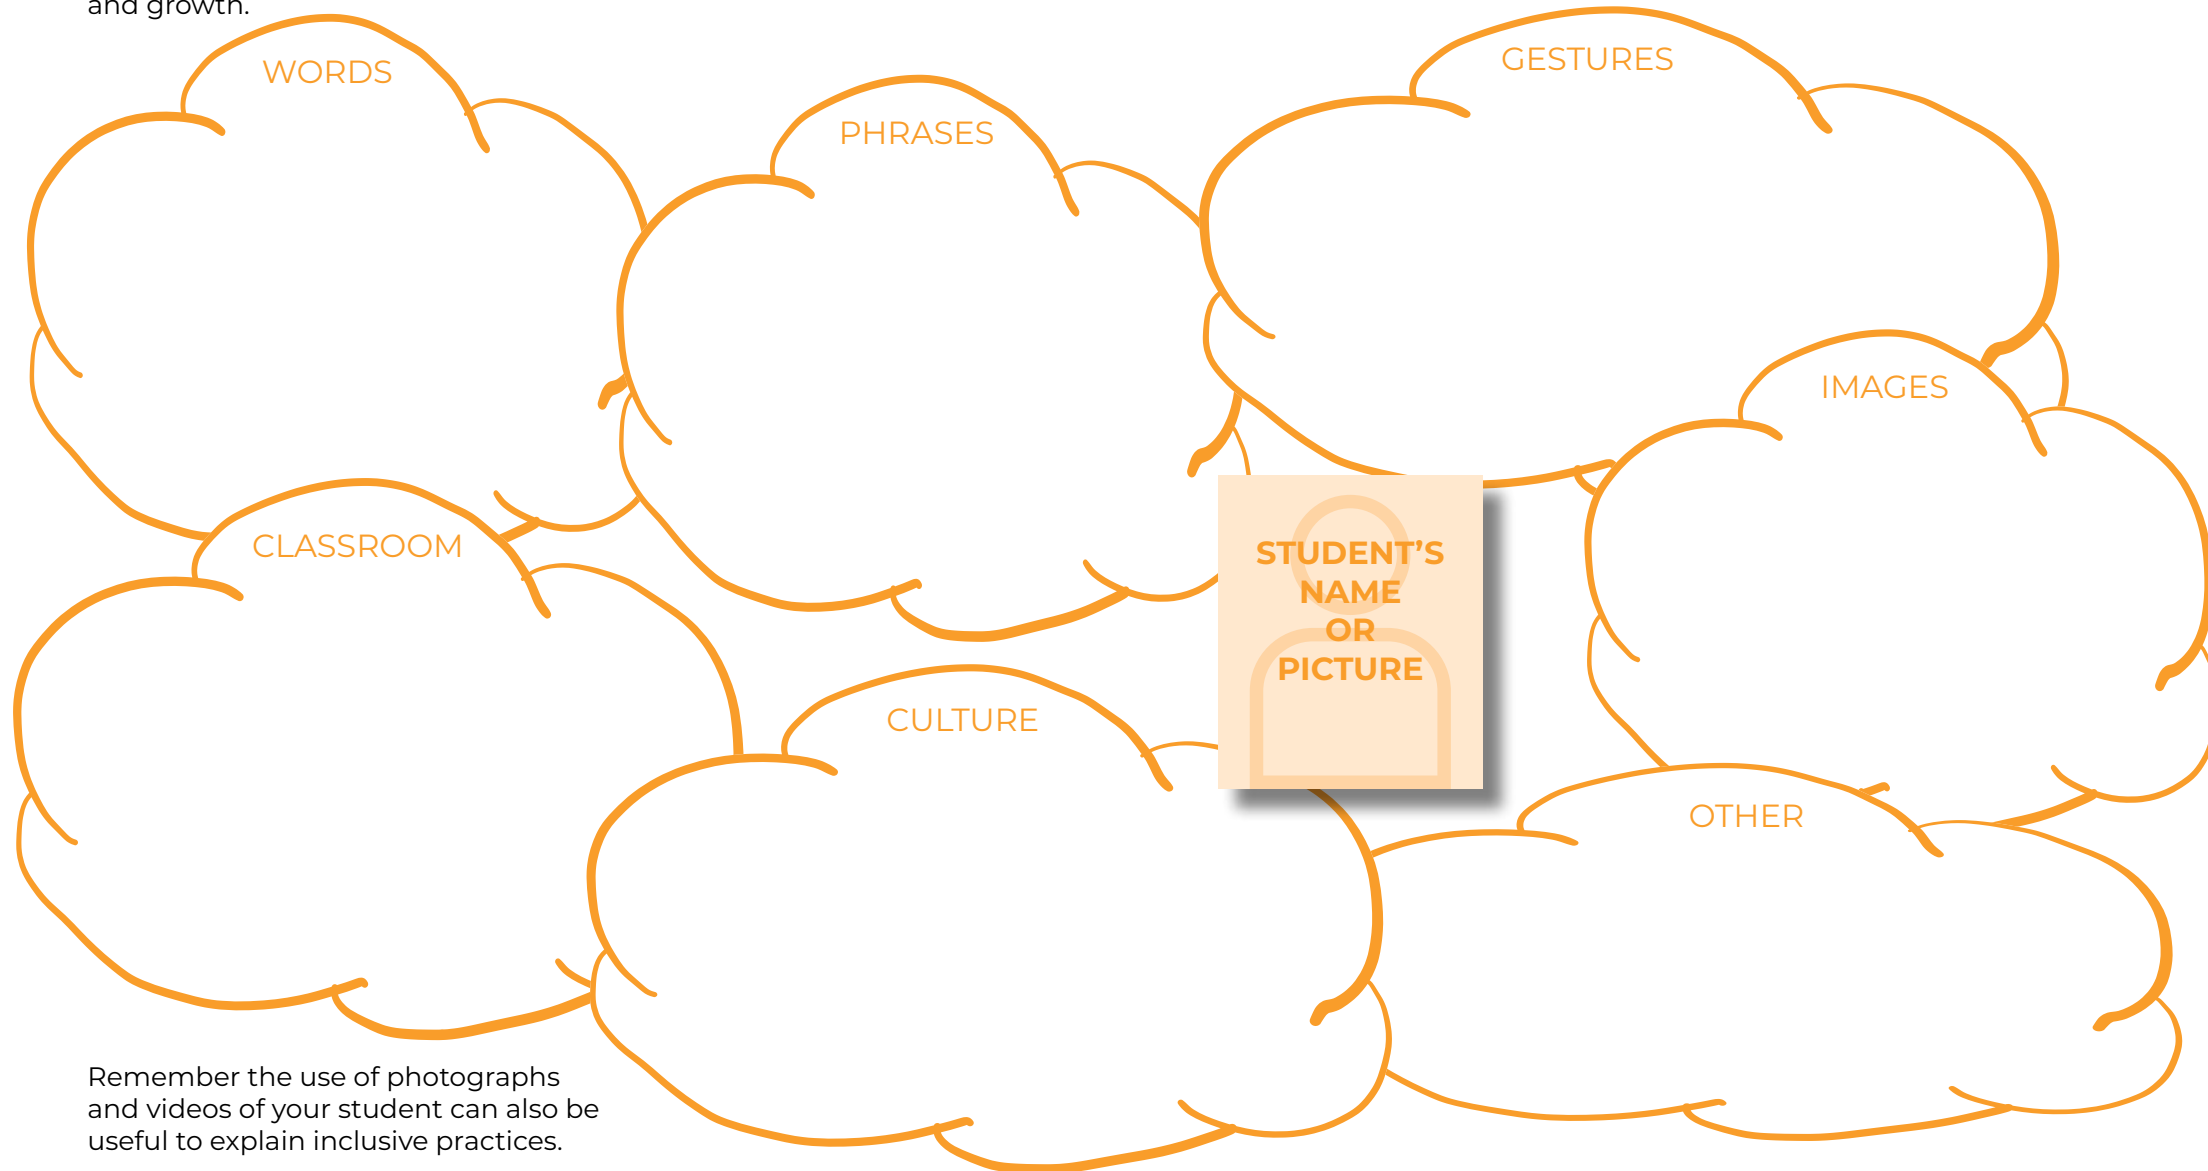 and growth.
WORDS
PHRASES
GESTURES
IMAGES
CLASSROOM
STUDENT’S
NAME
OR
PICTURE
CULTURE
OTHER
Remember the use of photographs
and videos of your student can also be
useful to explain inclusive practices.